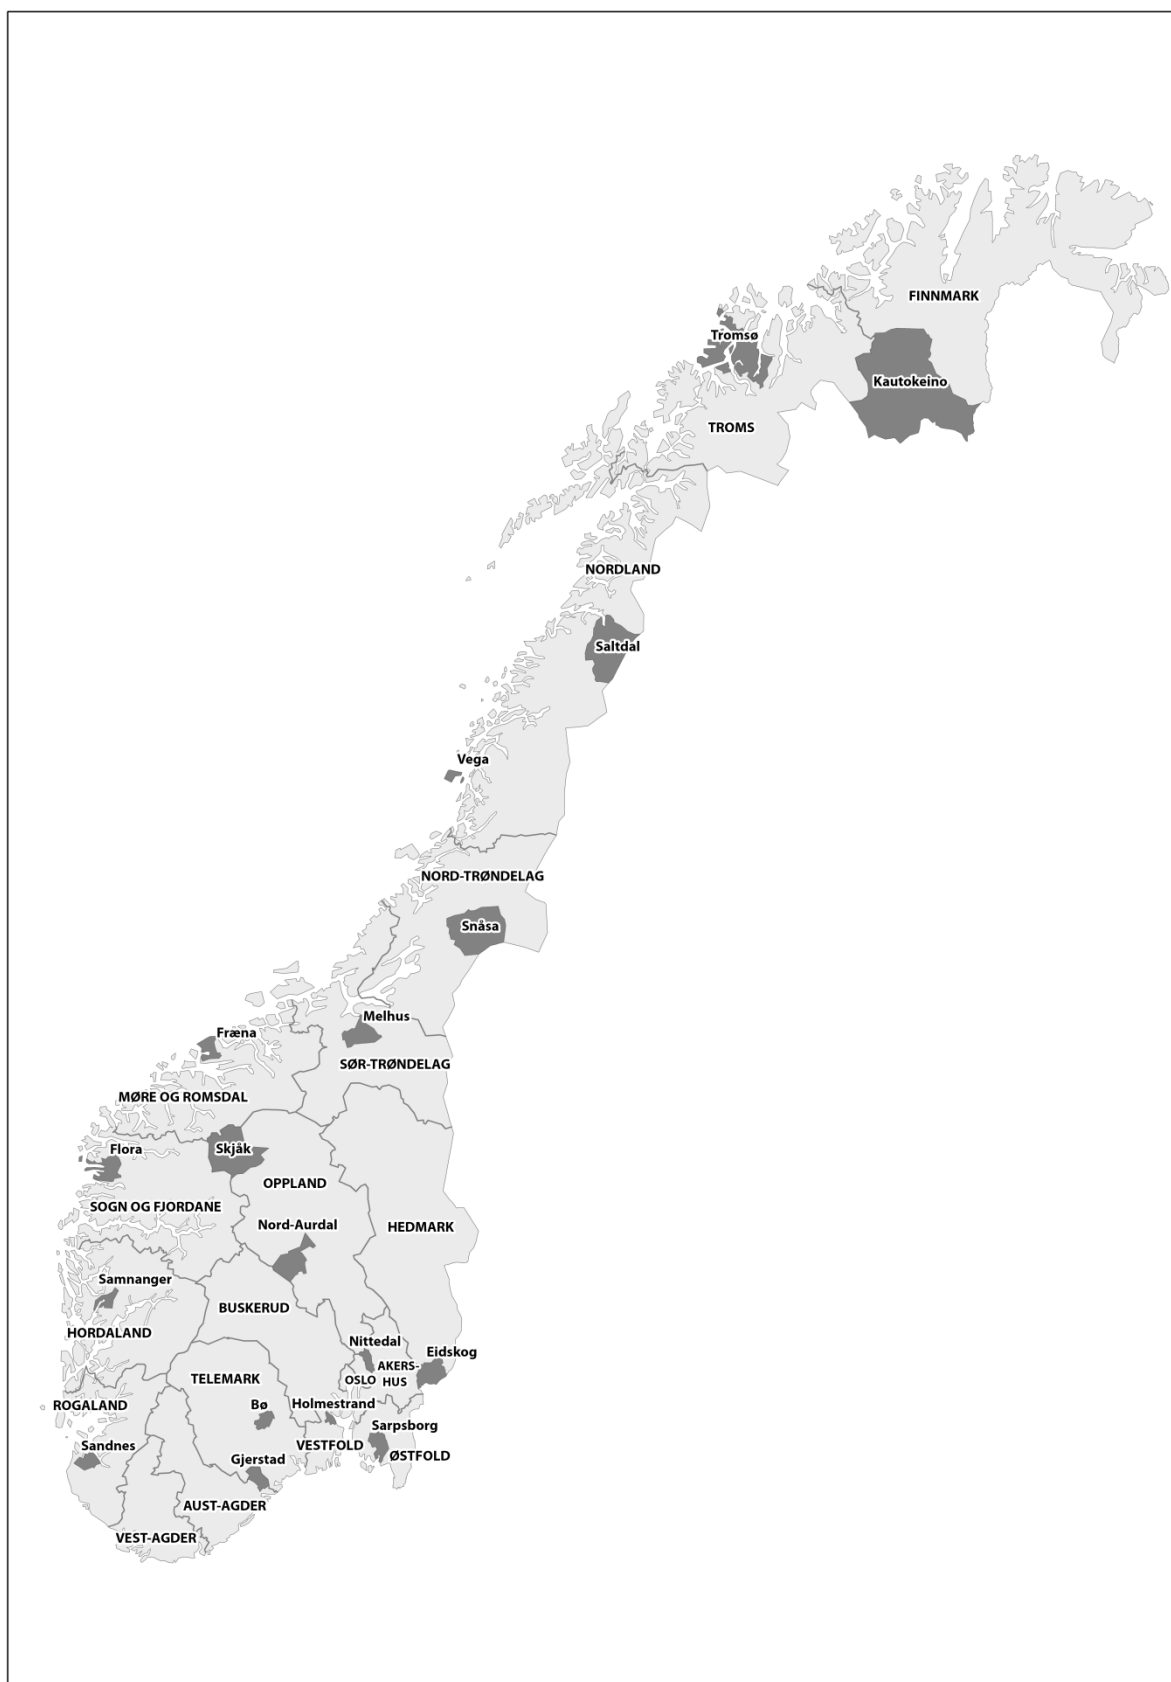 FINNMARK
Tromsø
Kautokeino
TROMS
NORDLAND
Saltdal
Vega
NORD-TRØNDELAG
Snåsa
Melhus
Fræna
SØR-TRØNDELAG
MØRE OG ROMSDAL
Flora
Skjåk
OPPLAND
SOGN OG FJORDANE
Nord-Aurdal
HEDMARK
Samnanger
BUSKERUD
HORDALAND
Nittedal
Eidskog
AKERS-
HUS
OSLO
TELEMARK
ROGALAND
Bø
Holmestrand
Sarpsborg
Sandnes
VESTFOLD
ØSTFOLD
Gjerstad
AUST-AGDER
VEST-AGDER